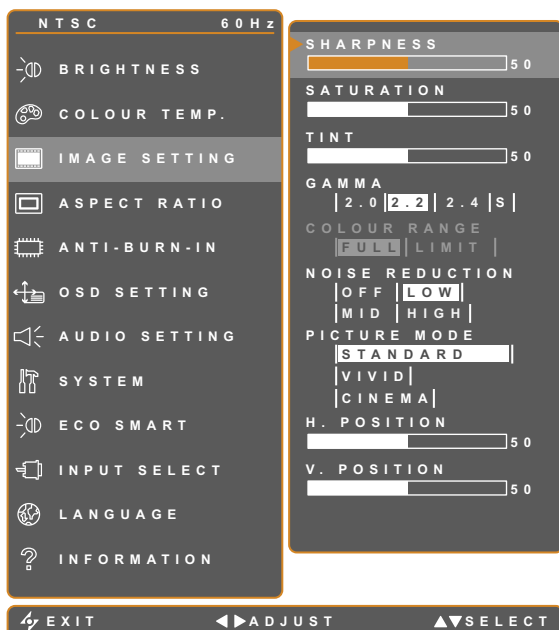 NTSC 60Hz
BRIGHTNESS
COLOUR TEMP.
IMAGE SETTING
ASPECT RATIO
ANTI-BURN-IN
OSD SETTING
AUDIO SETTING
SYSTEM
ECO SMART
INPUT SELECT
LANGUAGE
INFORMATION
SHARPNESS
50
SATURATION
50
TINT
50
GAMMA
2.0 2.2 2.4 S
COLOUR RANGE
FULL LIMIT
NOISE REDUCTION
OFF LOW
MID HIGH
PICTURE MODE
STANDARD
VIVID
CINEMA
H. POSITION
50
V. POSITION
50
EXIT ADJUST SELECT